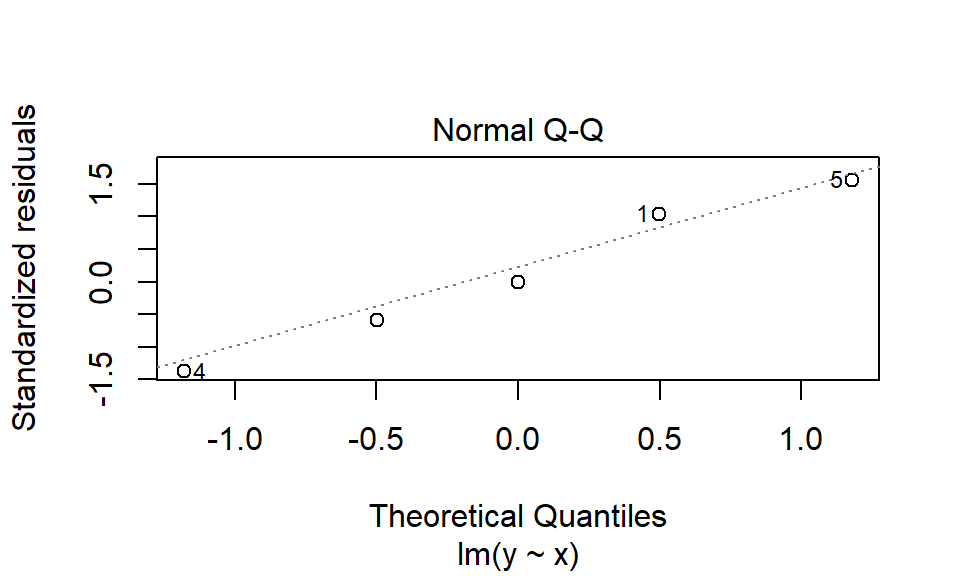 Normal Q-Q
Standardized residuals
1.5
0.0
-1.5
5
1
4
-1.0 -0.5 0.0 0.5 1.0
Theoretical Quantiles
lm(y ~ x)